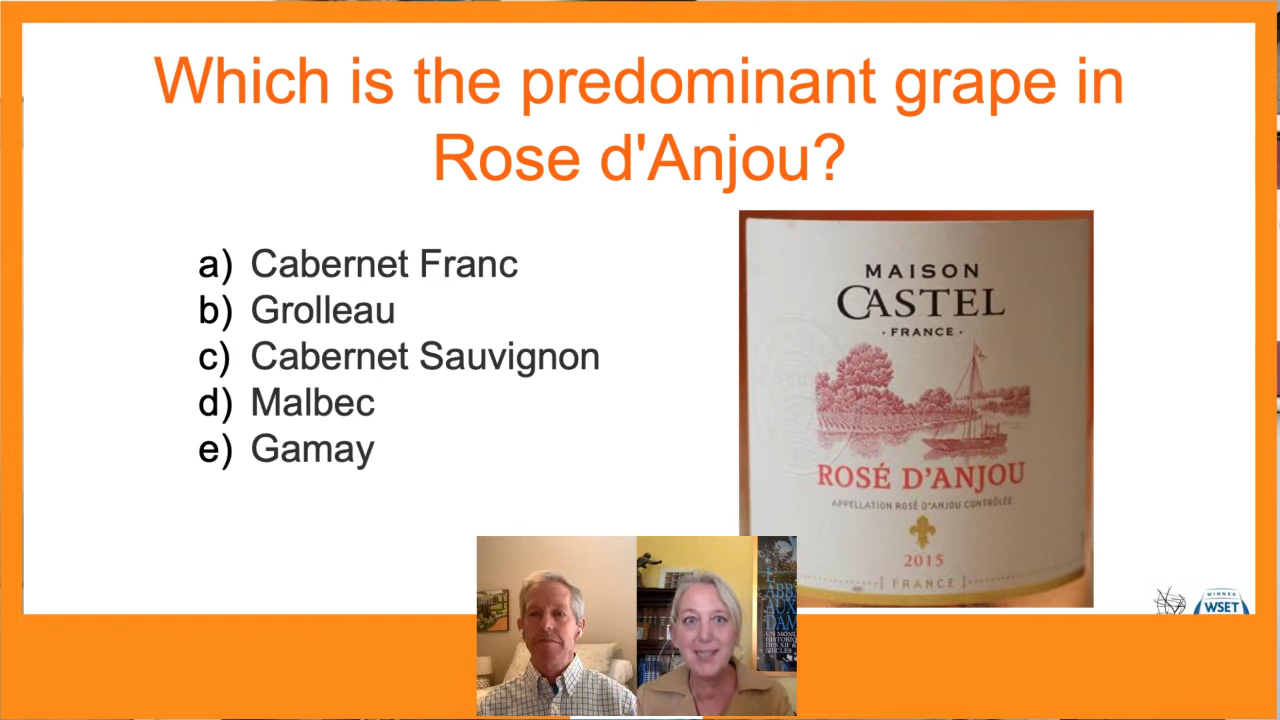 Which is the predominant grape in
Rose d'Anjou?
a) Cabernet Franc
b) Grolleau
c) Cabernet Sauvignon
d) Malbec
e) Gamay
MAISON
CASTEL
· FRANCE ·
ROSÉ D'ANJOU
APPELLATION ROSÉ D'ANJOU CONTRÔLÉE
2015
[ FRANCE ]
WINNER
WSET